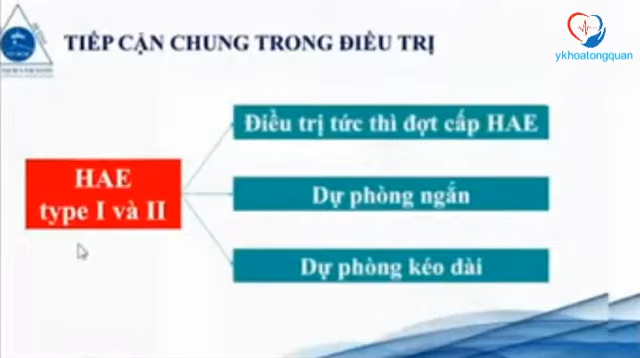 TIẾP CẬN CHUNG TRONG ĐIỀU TRỊ
ykhoatongquan
Điều trị tức thì đợt cấp HAE
HAE
type I và II
Dự phòng ngắn
Dự phòng kéo dài